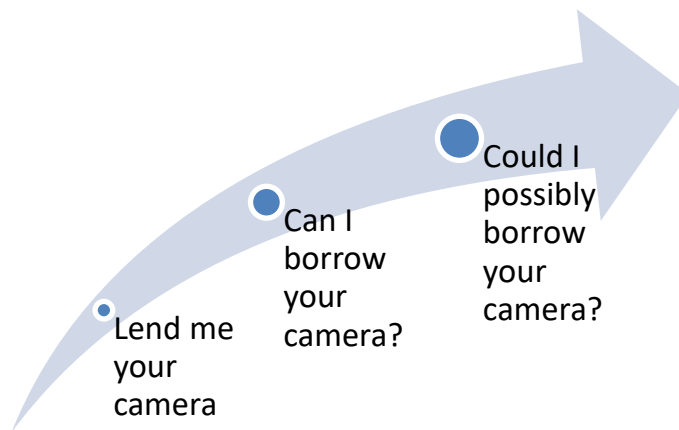 Lend me
your
camera
Can I
borrow
your
camera?
Could I
possibly
borrow
your
camera?